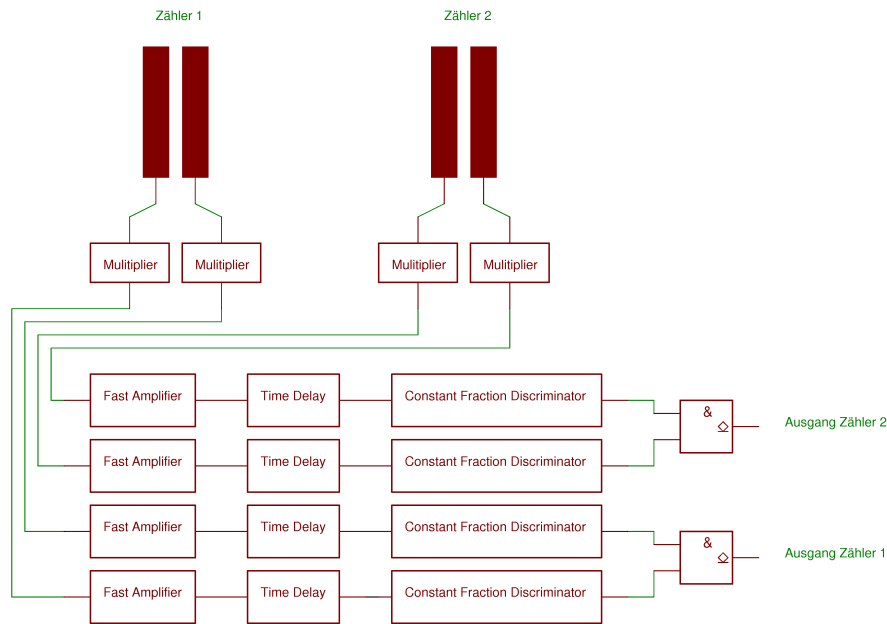 Zähler 1
Zähler 2
Mulitiplier
Mulitiplier
Mulitiplier
Mulitiplier
Fast Amplifier
Time Delay
Constant Fraction Discriminator
&
Ausgang Zähler 2
Fast Amplifier
Time Delay
Constant Fraction Discriminator
Fast Amplifier
Time Delay
Constant Fraction Discriminator
&
Ausgang Zähler 1
Fast Amplifier
Time Delay
Constant Fraction Discriminator